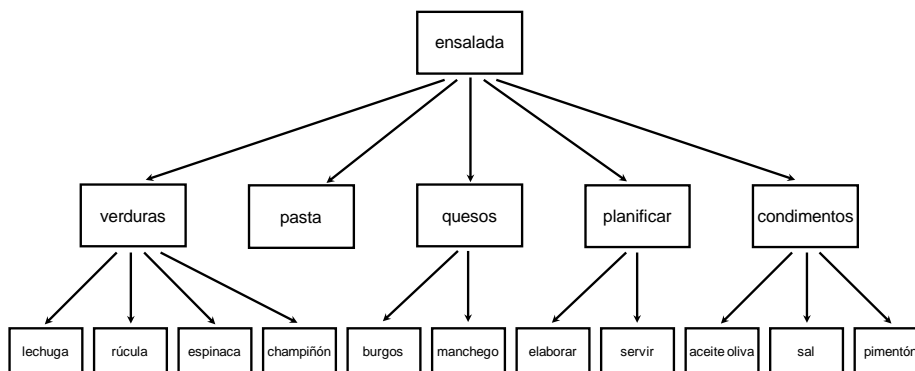 ensalada
verduras
pasta
quesos
planificar
condimentos
lechuga
rúcula
espinaca
champiñón
burgos
manchego
elaborar
servir
aceite oliva
sal
pimentón